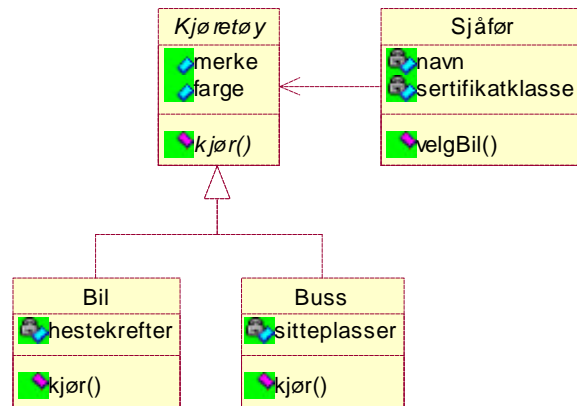 Kjøretøy
merke
farge
kjør()
Sjåfør
navn
sertifikatklasse
velgBil()
Bil
hestekrefter
kjør()
Buss
sitteplasser
kjør()